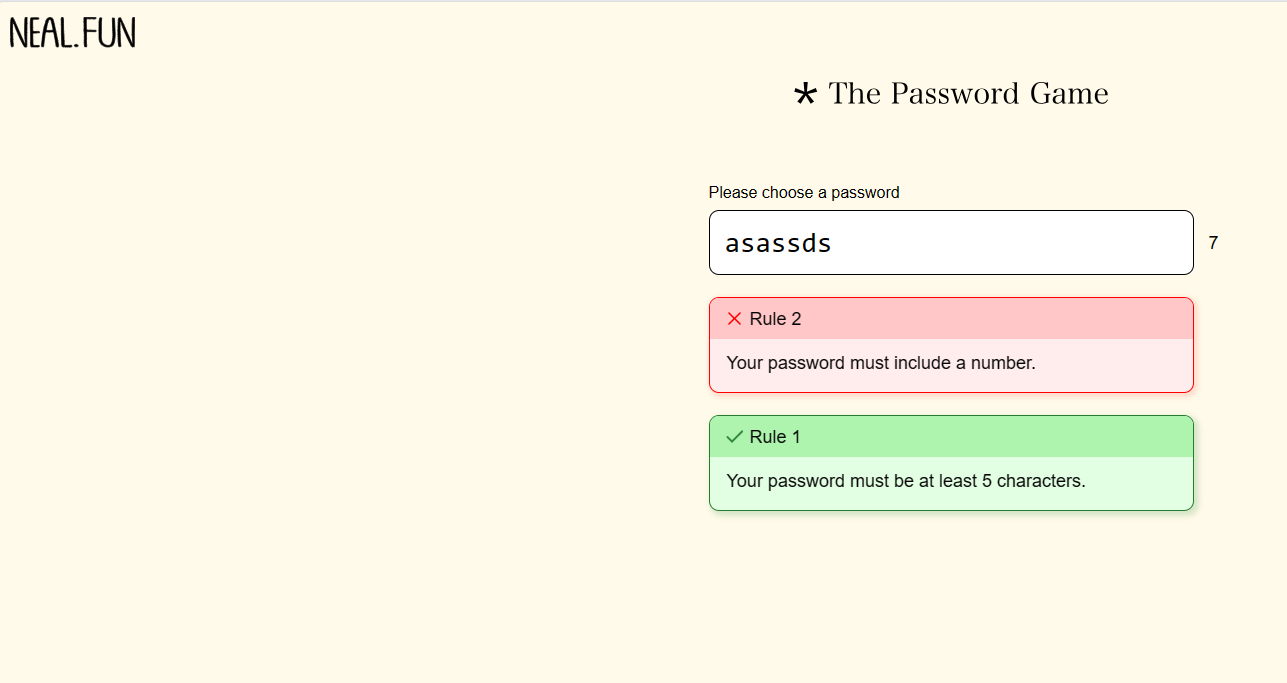 NEAL.FUN
* The Password Game
Please choose a password
asassds
7
Rule 2
Your password must include a number.
Rule 1
Your password must be at least 5 characters.